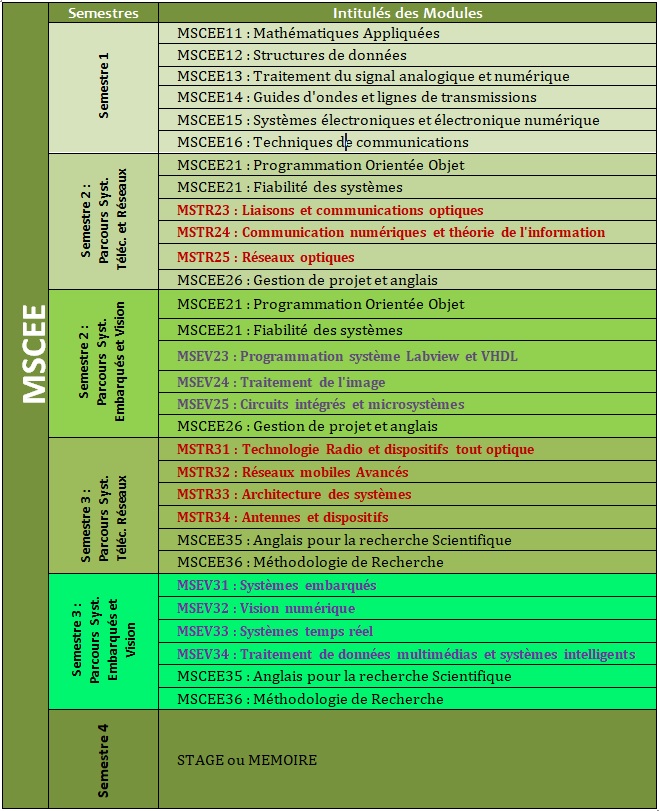 Semestres
Intitulés des Modules
MSCEE
Semestre 1
MSCEE11 : Mathématiques Appliquées
MSCEE12 : Structures de données
MSCEE13 : Traitement du signal analogique et numérique
MSCEE14 : Guides d'ondes et lignes de transmissions
MSCEE15 : Systèmes électroniques et électronique numérique
MSCEE16 : Techniques de communications
Semestre 2 :
Parcours Syst.
Téléc. et Réseaux
MSCEE21 : Programmation Orientée Objet
MSCEE21 : Fiabilité des systèmes
MSTR23 : Liaisons et communications optiques
MSTR24 : Communication numériques et théorie de l'information
MSTR25 : Réseaux optiques
MSCEE26 : Gestion de projet et anglais
Semestre 2 :
Parcours Syst.
Embarqués et Vision
MSCEE21 : Programmation Orientée Objet
MSCEE21 : Fiabilité des systèmes
MSEV23 : Programmation système Labview et VHDL
MSEV24 : Traitement de l'image
MSEV25 : Circuits intégrés et microsystèmes
MSCEE26 : Gestion de projet et anglais
Semestre 3 :
Parcours Syst.
Téléc. Réseaux
MSTR31 : Technologie Radio et dispositifs tout optique
MSTR32 : Réseaux mobiles Avancés
MSTR33 : Architecture des systèmes
MSTR34 : Antennes et dispositifs
MSCEE35 : Anglais pour la recherche Scientifique
MSCEE36 : Méthodologie de Recherche
Semestre 3 :
Parcours Syst.
Embarqués et
Vision
MSEV31 : Systèmes embarqués
MSEV32 : Vision numérique
MSEV33 : Systèmes temps réel
MSEV34 : Traitement de données multimédias et systèmes intelligents
MSCEE35 : Anglais pour la recherche Scientifique
MSCEE36 : Méthodologie de Recherche
Semestre 4
STAGE ou MEMOIRE